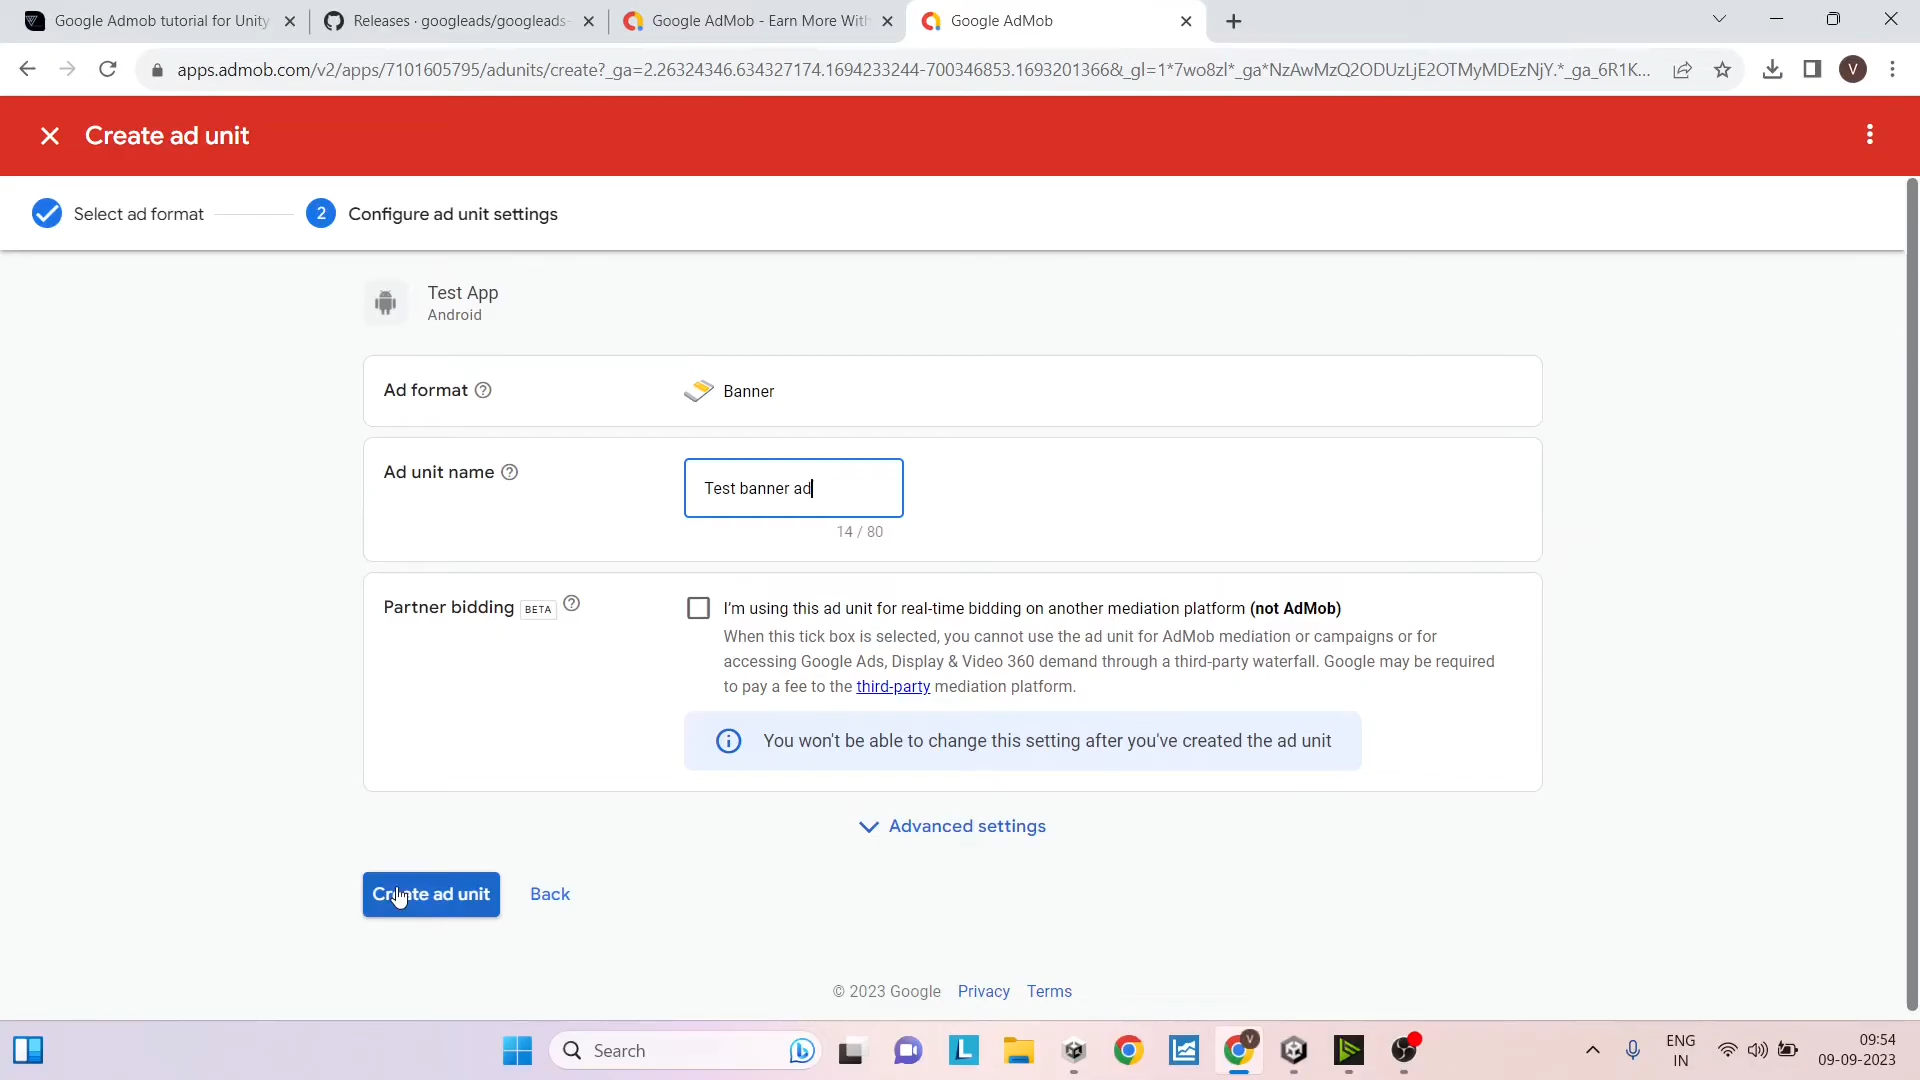 Google Admob tutorial for Unity
Releases · googleads/googleads-
Google AdMob - Earn More With
Google AdMob
apps.admob.com/v2/apps/7101605795/adunits/create?_ga=2.26324346.634327174.1694233244-700346853.1693201366&_gl=1*7wo8zl*_ga*NzAwMzQ2ODUzLjE2OTMyMDEzNjY.*_ga_6R1K...
V
Create ad unit
Select ad format
2 Configure ad unit settings
Test App
Android
Ad format
Banner
Ad unit name
Test banner ad
14 / 80
Partner bidding BETA
I'm using this ad unit for real-time bidding on another mediation platform (not AdMob)
When this tick box is selected, you cannot use the ad unit for AdMob mediation or campaigns or for
accessing Google Ads, Display & Video 360 demand through a third-party waterfall. Google may be required
to pay a fee to the third-party mediation platform.
You won't be able to change this setting after you've created the ad unit
Advanced settings
Create ad unit
Back
© 2023 Google Privacy Terms
Search
L
V
ENG
IN
09:54
09-09-2023